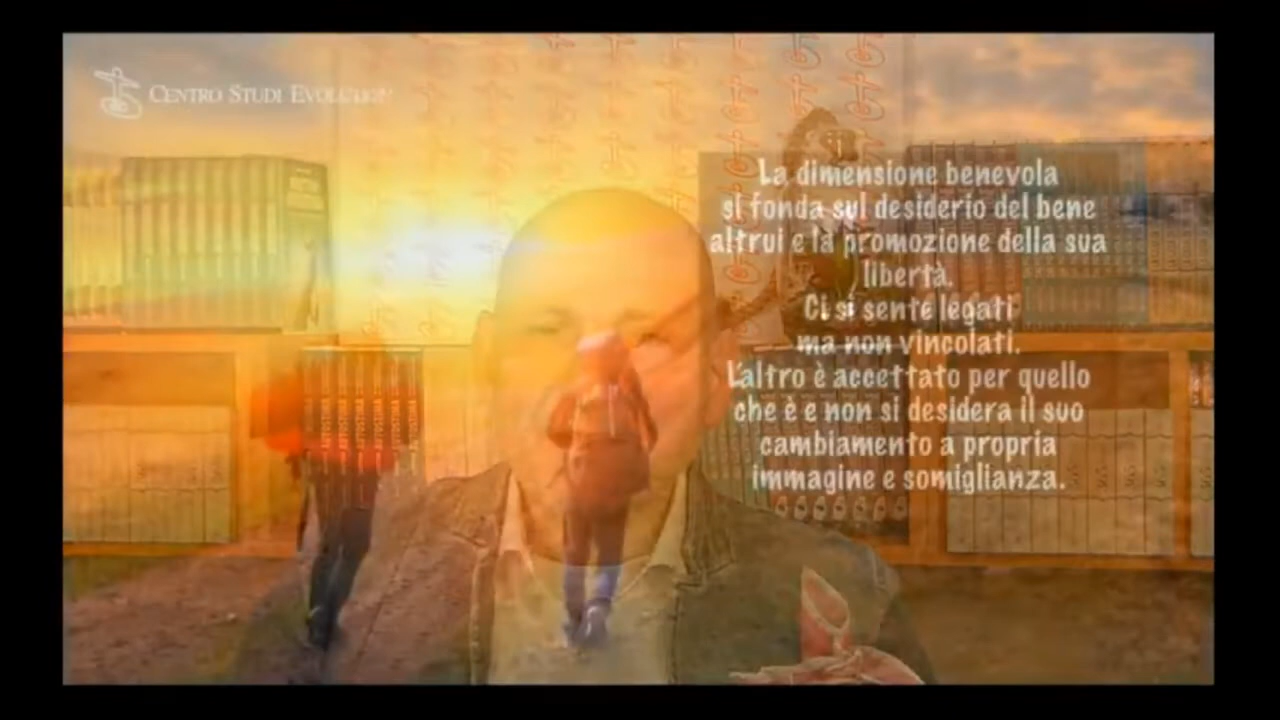 CENTRO STUDI EVOLUTION
La dimensione benevola
si fonda sul desiderio del bene
altrui e la promozione della sua
libertà.
Ci si sente legati
ma non vincolati.
L'altro è accettato per quello
che è e non si desidera il suo
cambiamento a propria
immagine e somiglianza.